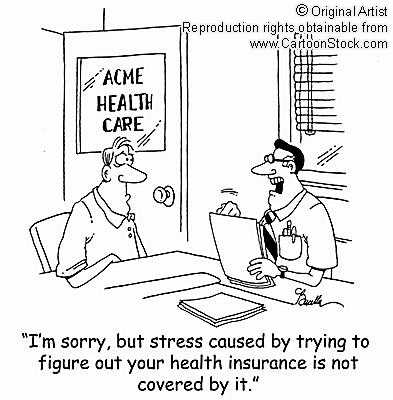 © Original Artist
Reproduction rights obtainable from
www.CartoonStock.com
ACME
HEALTH
CARE
“I’m sorry, but stress caused by trying to
figure out your health insurance is not
covered by it.”